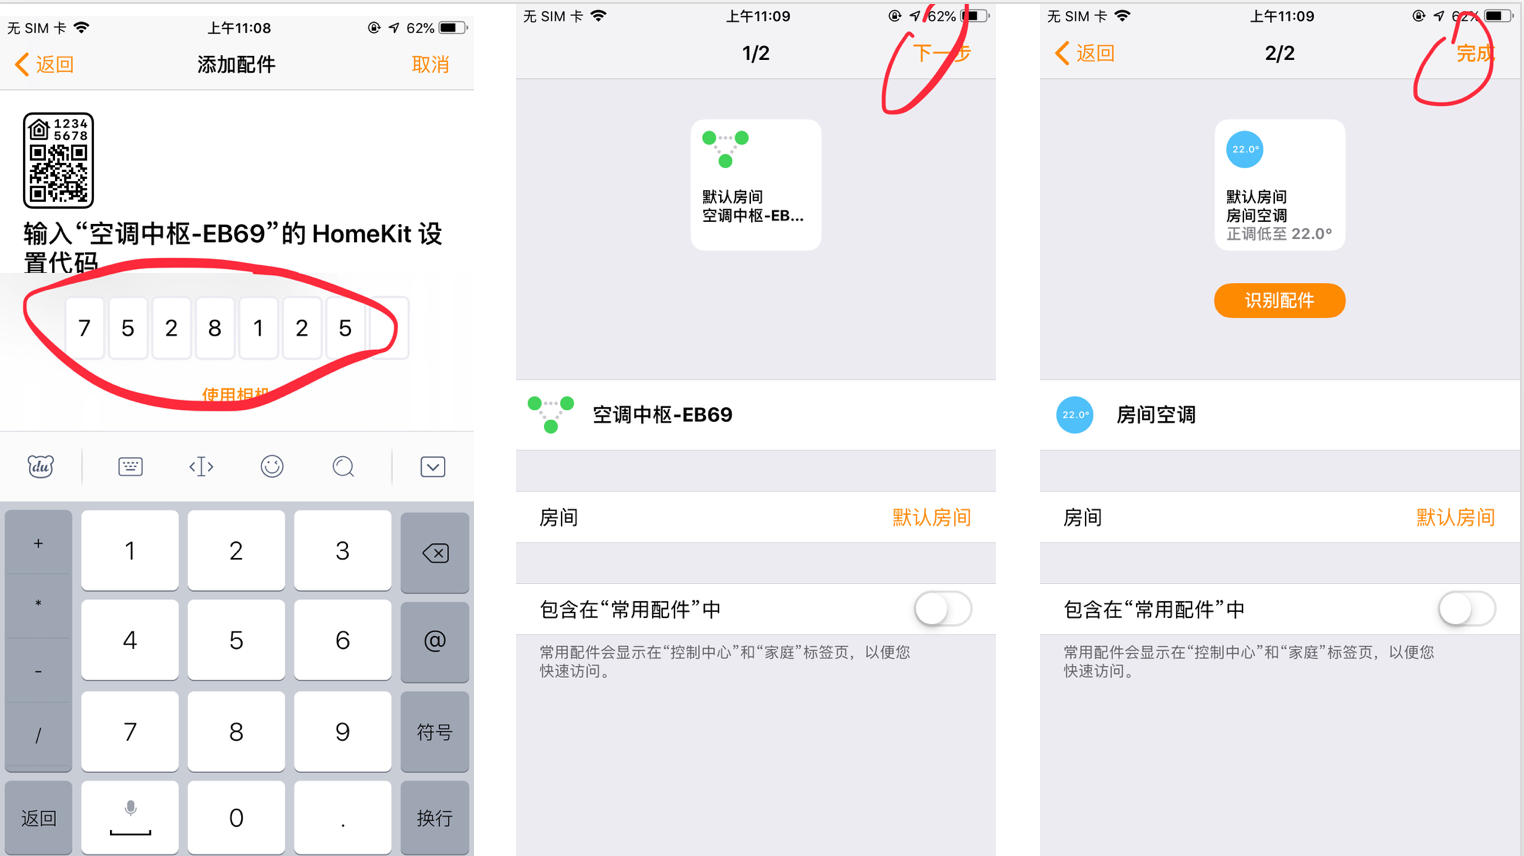 无 SIM 卡
上午11:08
62%
返回
添加配件
取消
1234
5678
输入“空调中枢-EB69”的 HomeKit 设
置代码
7 5 2 8 1 2 5
使用相机
du
+
1
2
3
*
4
5
6
@
-
7
8
9
符号
/
返回
0
.
换行
无 SIM 卡
上午11:09
62%
1/2
下一步
默认房间
空调中枢-EB...
空调中枢-EB69
房间
默认房间
包含在“常用配件”中
常用配件会显示在“控制中心”和“家庭”标签页，以便您
快速访问。
无 SIM 卡
上午11:09
62%
返回
2/2
完成
22.0°
默认房间
房间空调
正调低至 22.0°
识别配件
22.0°
房间空调
房间
默认房间
包含在“常用配件”中
常用配件会显示在“控制中心”和“家庭”标签页，以便您
快速访问。